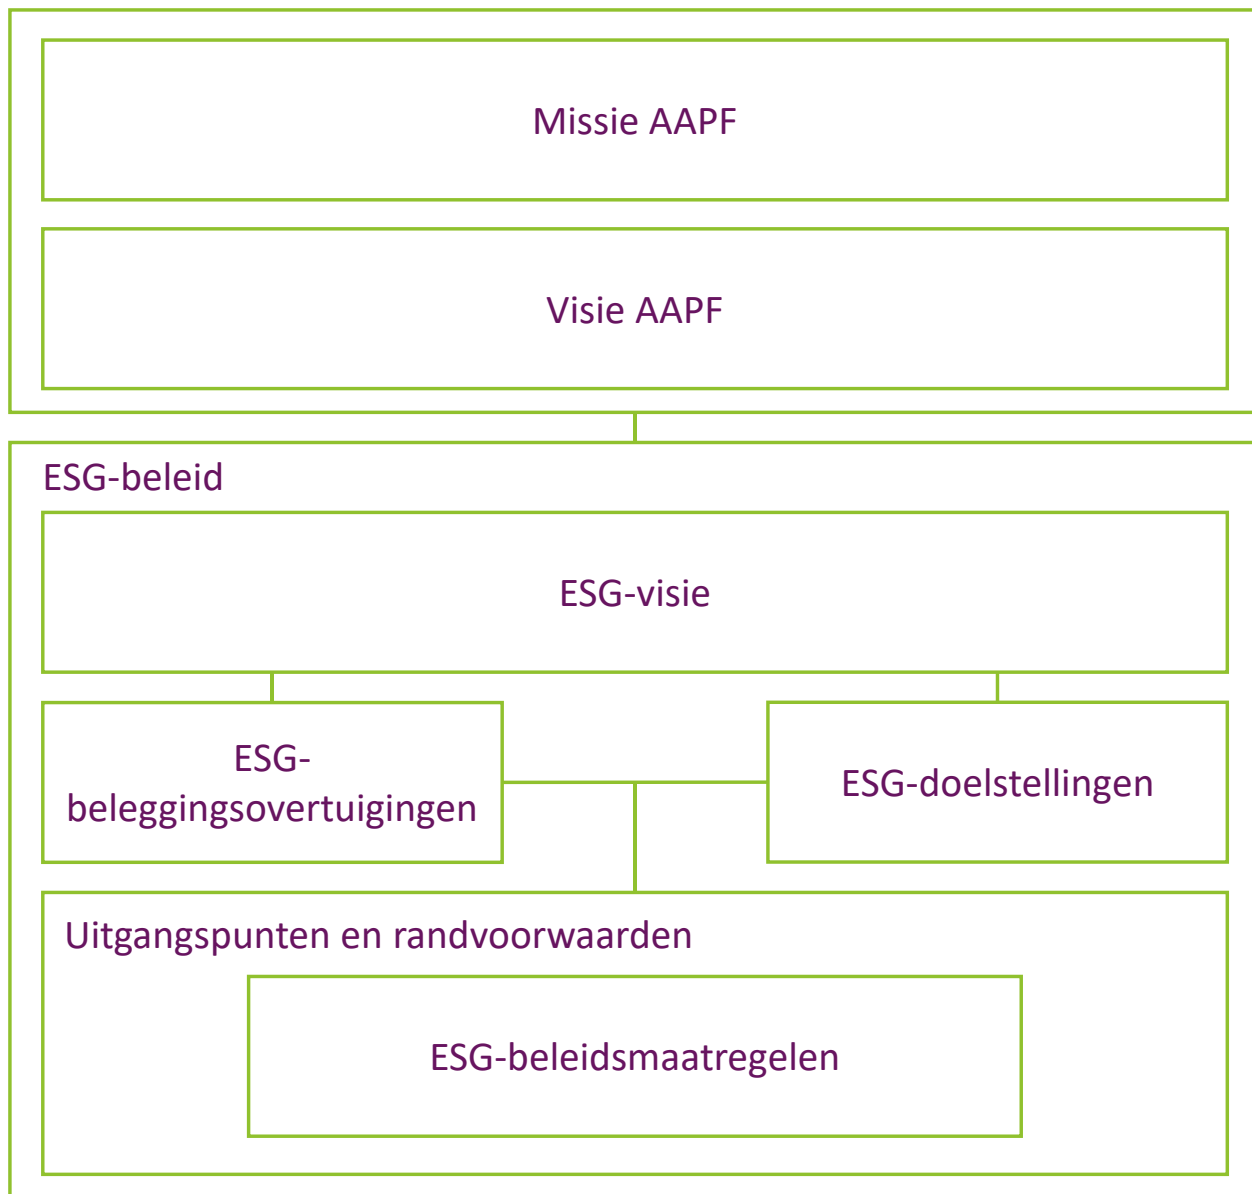 Missie AAPF
Visie AAPF
ESG-beleid
ESG-visie
ESG-
beleggingsovertuigingen
ESG-doelstellingen
Uitgangspunten en randvoorwaarden
ESG-beleidsmaatregelen